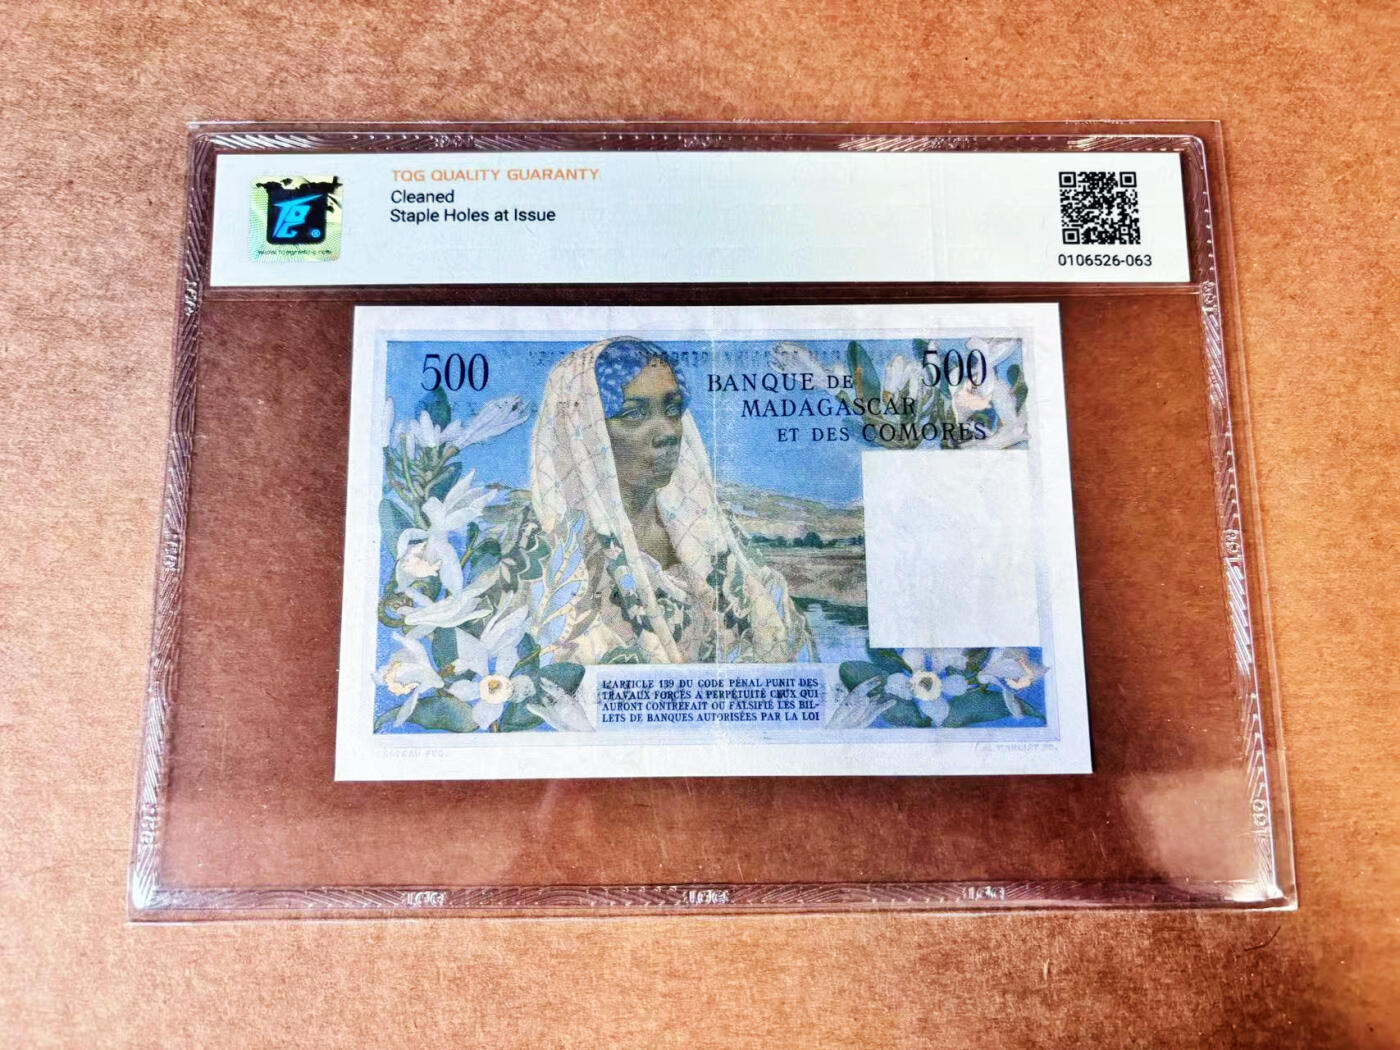 TQG QUALITY GUARANTY
Cleaned
Staple Holes at Issue
0106526-063
500
500
BANQUE DE
MADAGASCAR
ET DES COMORES
L'ARTICLE 139 DU CODE PÉNAL PUNIT DES
TRAVAUX FORCÉS A PERPÉTUITÉ CEUX QUI
AURONT CONTREFAIT OU FALSIFIÉ LES BIL-
LETS DE BANQUES AUTORISÉES PAR LA LOI